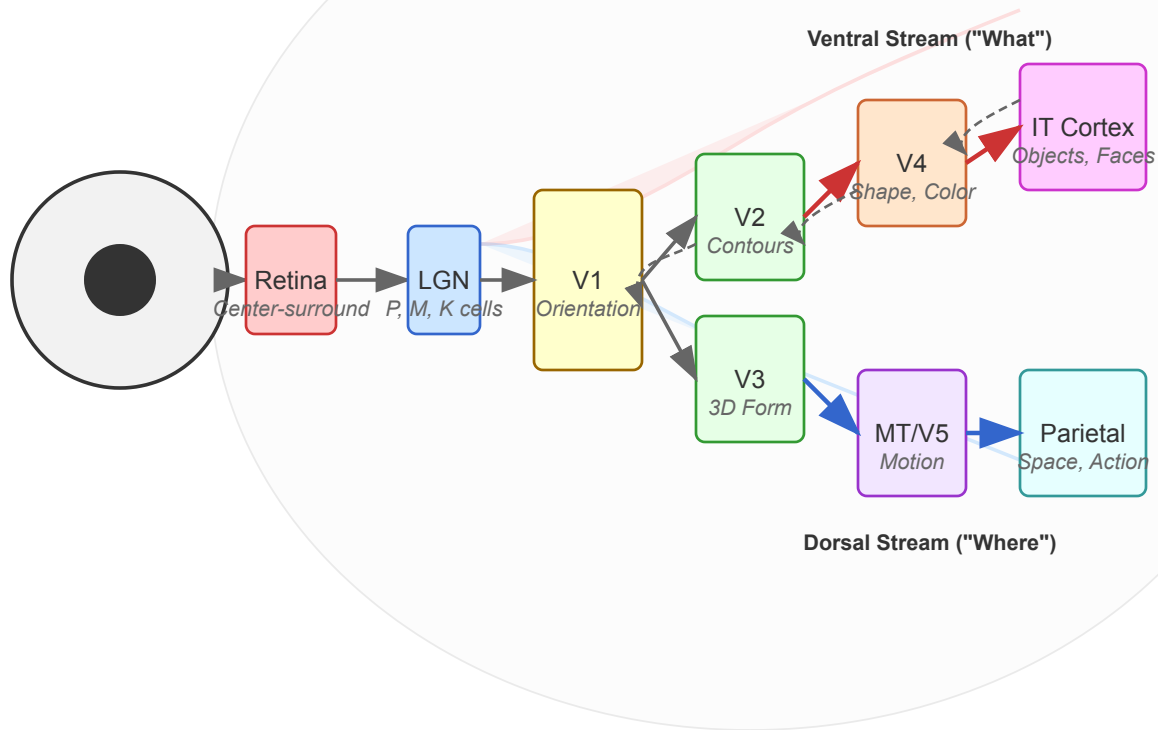 Ventral Stream ("What")
IT Cortex
Objects, Faces
V4
Shape, Color
V2
Contours
Retina
Center-surround
LGN
P, M, K cells
V1
Orientation
V3
3D Form
MT/V5
Motion
Parietal
Space, Action
Dorsal Stream ("Where")